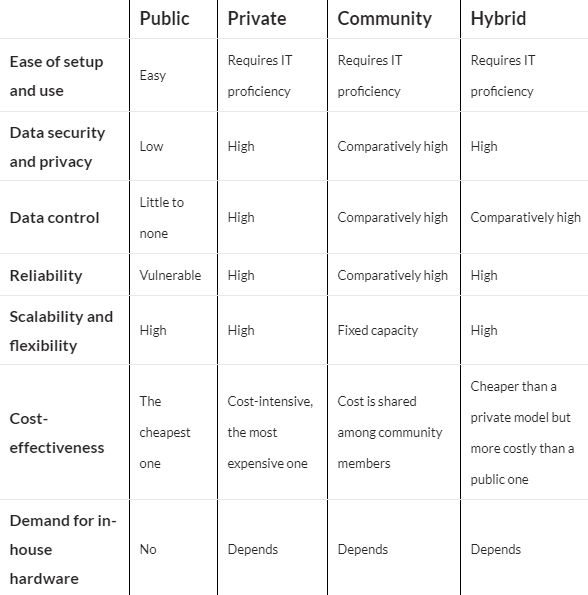 Public Private Community Hybrid
Ease of setup and use
Easy
Requires IT proficiency
Requires IT proficiency
Requires IT proficiency
Data security and privacy
Low
High
Comparatively high
High
Data control
Little to none
High
Comparatively high
Comparatively high
Reliability
Vulnerable
High
Comparatively high
High
Scalability and flexibility
High
High
Fixed capacity
High
Cost-
effectiveness
The
cheapest
one
Cost-intensive,
the most
expensive one
Cost is shared
among community
members
Cheaper than a
private model but
more costly than a
public one
Demand for in-
house
hardware
No
Depends
Depends
Depends